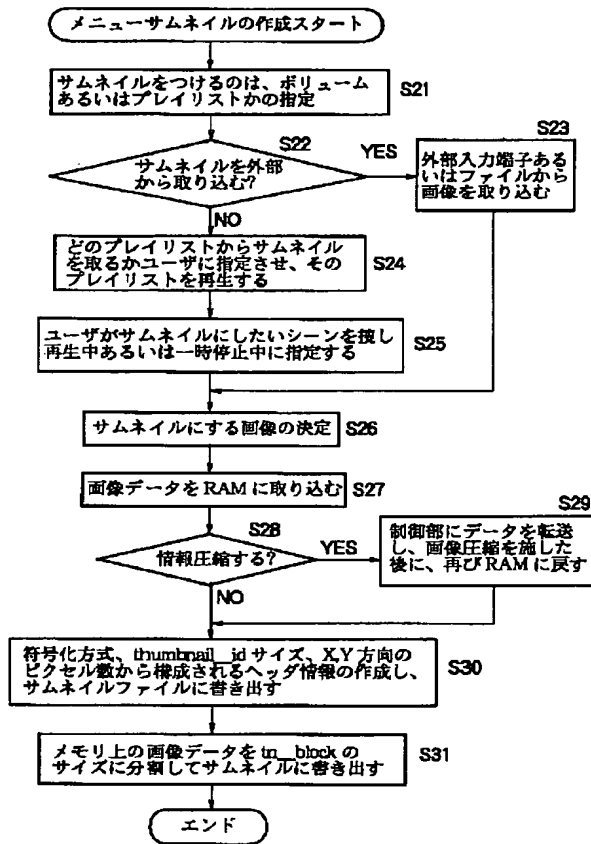 メニューサムネイルの作成スタート
サムネイルをつけるのは、ボリューム
あるいはプレイリストかの指定
S21
S22
サムネイルを外部
から取り込む?
YES
NO
S23
外部入力端子ある
いはファイルから
画像を取り込む
どのプレイリストからサムネイル
を取るかユーザに指定させ、その
プレイリストを再生する
S24
ユーザがサムネイルにしたいシーンを捜し
再生中あるいは一時停止中に指定する
S25
サムネイルにする画像の決定
S26
画像データをRAMに取り込む
S27
S28
情報圧縮する?
YES
NO
S29
制御部にデータを転送
し、画像圧縮を施した
後に、再びRAMに戻す
符号化方式、thumbnail_idサイズ、X,Y方向の
ピクセル数から構成されるヘッダ情報の作成し、
サムネイルファイルに書き出す
S30
メモリ上の画像データをtn_blockの
サイズに分割してサムネイルに書き出す
S31
エンド